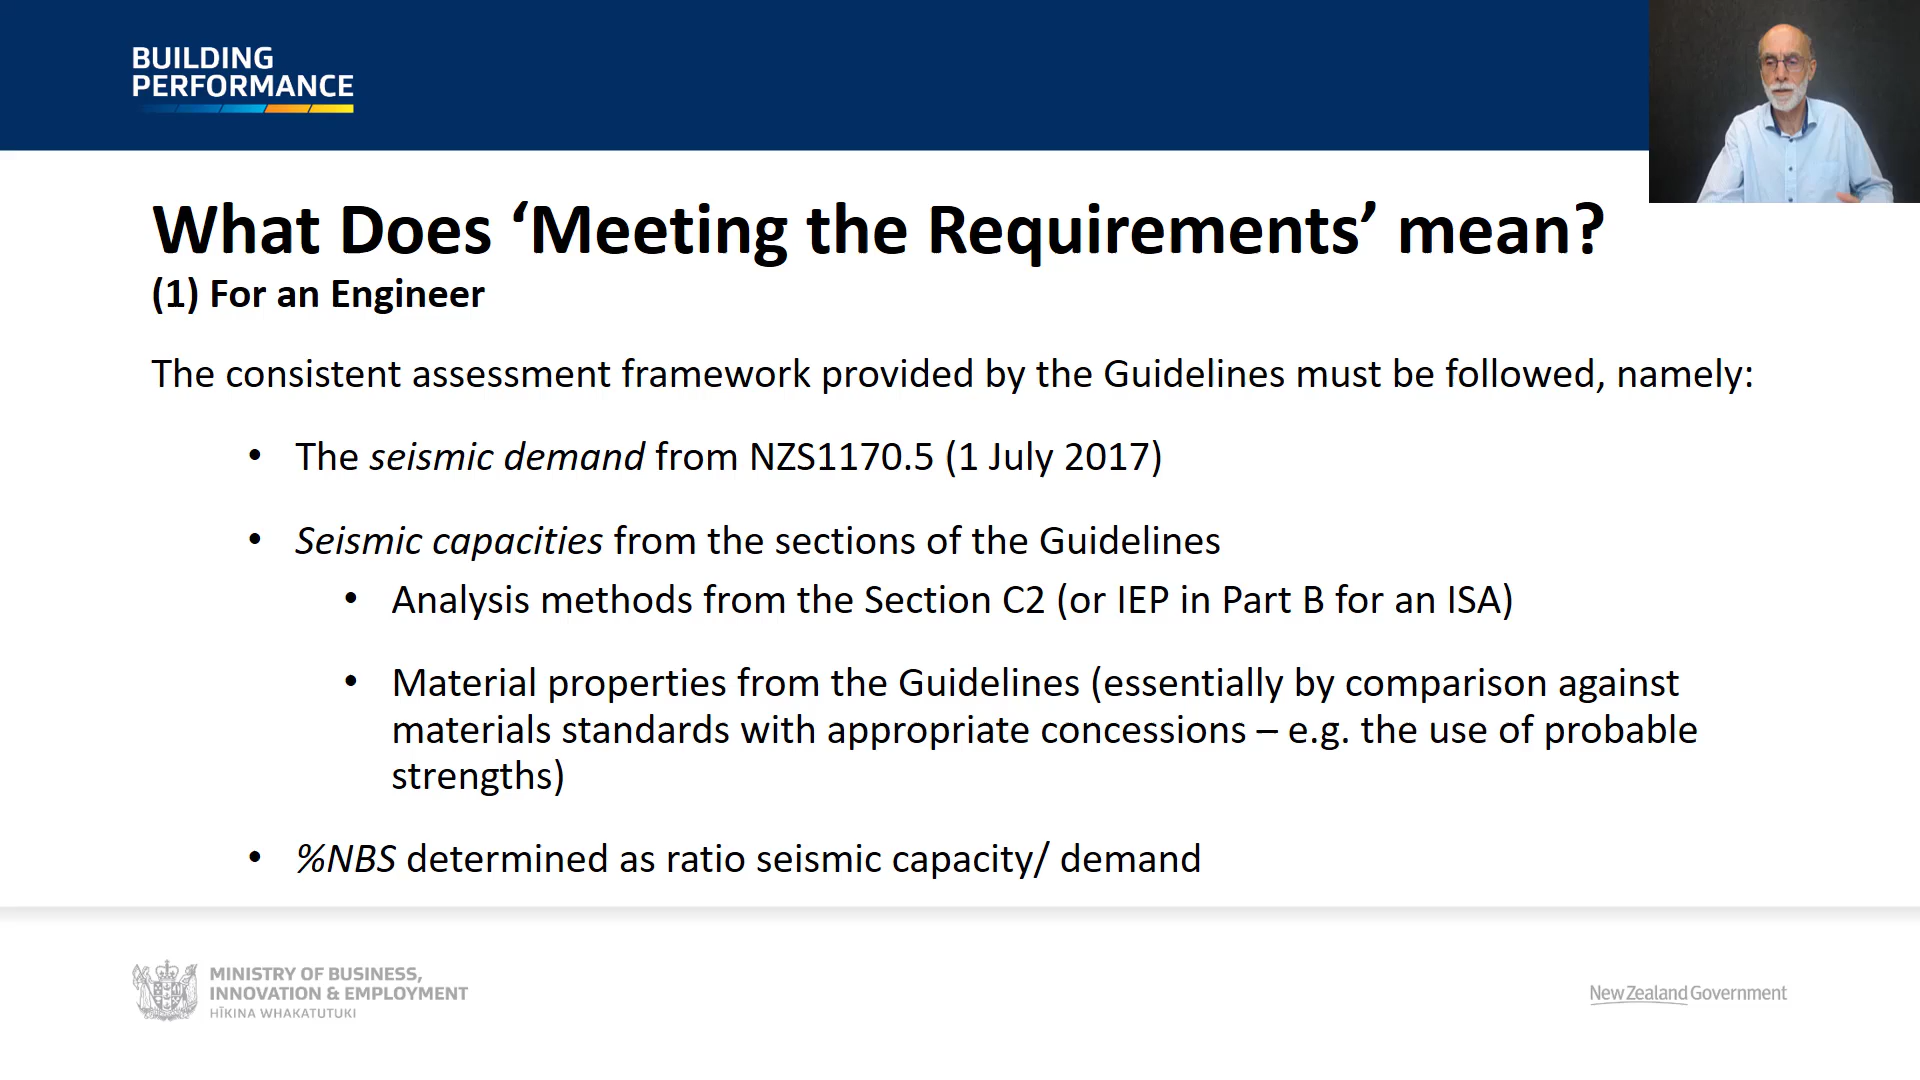 BUILDING
PERFORMANCE
What Does ‘Meeting the Requirements’ mean?
(1) For an Engineer
The consistent assessment framework provided by the Guidelines must be followed, namely:
• The seismic demand from NZS1170.5 (1 July 2017)
• Seismic capacities from the sections of the Guidelines
• Analysis methods from the Section C2 (or IEP in Part B for an ISA)
• Material properties from the Guidelines (essentially by comparison against
materials standards with appropriate concessions – e.g. the use of probable
strengths)
• %NBS determined as ratio seismic capacity/ demand
MINISTRY OF BUSINESS,
INNOVATION & EMPLOYMENT
HĪKINA WHAKATUTUKI
New Zealand Government